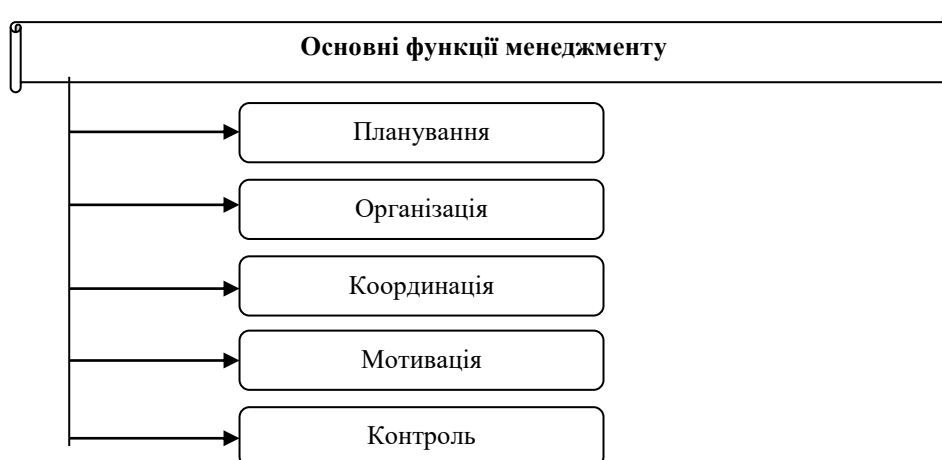 Основні функції менеджменту
Планування
Організація
Координація
Мотивація
Контроль